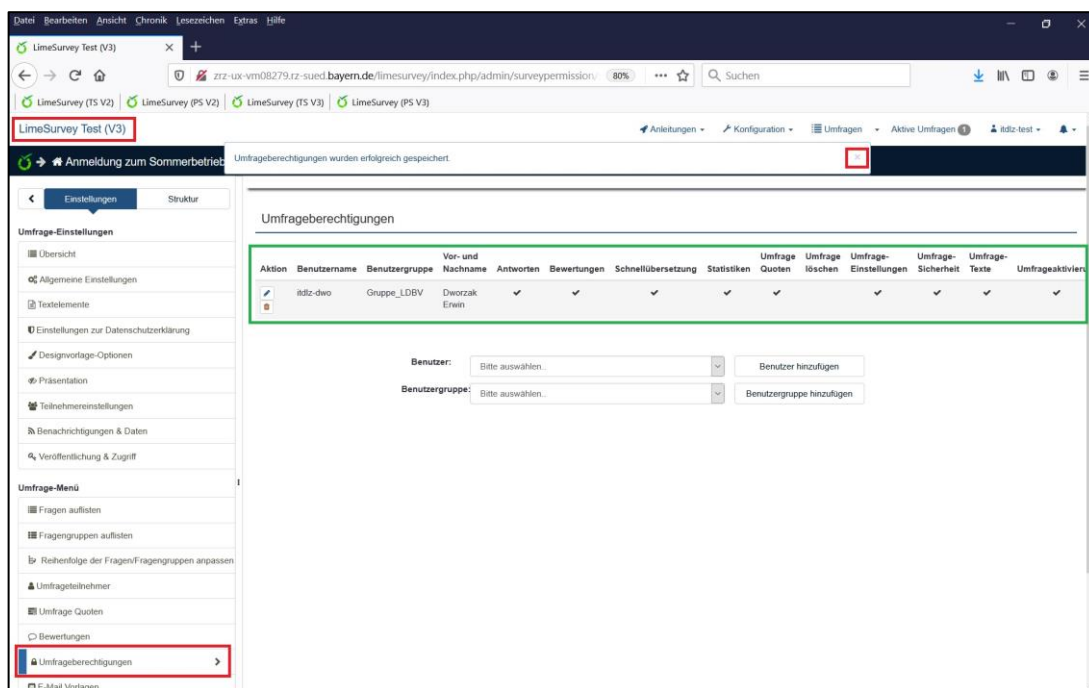 Datei Bearbeiten Ansicht Chronik Lesezeichen Extras Hilfe
LimeSurvey Test (V3)
zrz-ux-vm08279.rz-sued.bayern.de/limesurvey/index.php/admin/surveypermission/ 80% Suchen
LimeSurvey (TS V2) LimeSurvey (PS V2) LimeSurvey (TS V3) LimeSurvey (PS V3)
LimeSurvey Test (V3) Anleitungen Konfiguration Umfragen Aktive Umfragen 1 itdlz-test
Anmeldung zum Sommerbetrieb
Umfrageberechtigungen wurden erfolgreich gespeichert.
Einstellungen Struktur
Umfrage-Einstellungen
Übersicht
Allgemeine Einstellungen
Textelemente
Einstellungen zur Datenschutzerklärung
Designvorlage-Optionen
Präsentation
Teilnehmereinstellungen
Benachrichtigungen & Daten
Veröffentlichung & Zugriff
Umfrage-Menü
Fragen auflisten
Fragengruppen auflisten
Reihenfolge der Fragen/Fragengruppen anpassen
Umfrageteilnehmer
Umfrage Quoten
Bewertungen
Umfrageberechtigungen
E-Mail Vorlagen
Umfrageberechtigungen
Vor- und Umfrage Umfrage Umfrage- Umfrage- Umfrage-
Aktion Benutzername Benutzergruppe Nachname Antworten Bewertungen Schnellübersetzung Statistiken Quoten löschen Einstellungen Sicherheit Texte Umfrageaktivieru
itdlz-dwo Gruppe_LDBV Dworzak
Erwin
Benutzer: Bitte auswählen.. Benutzer hinzufügen
Benutzergruppe: Bitte auswählen.. Benutzergruppe hinzufügen